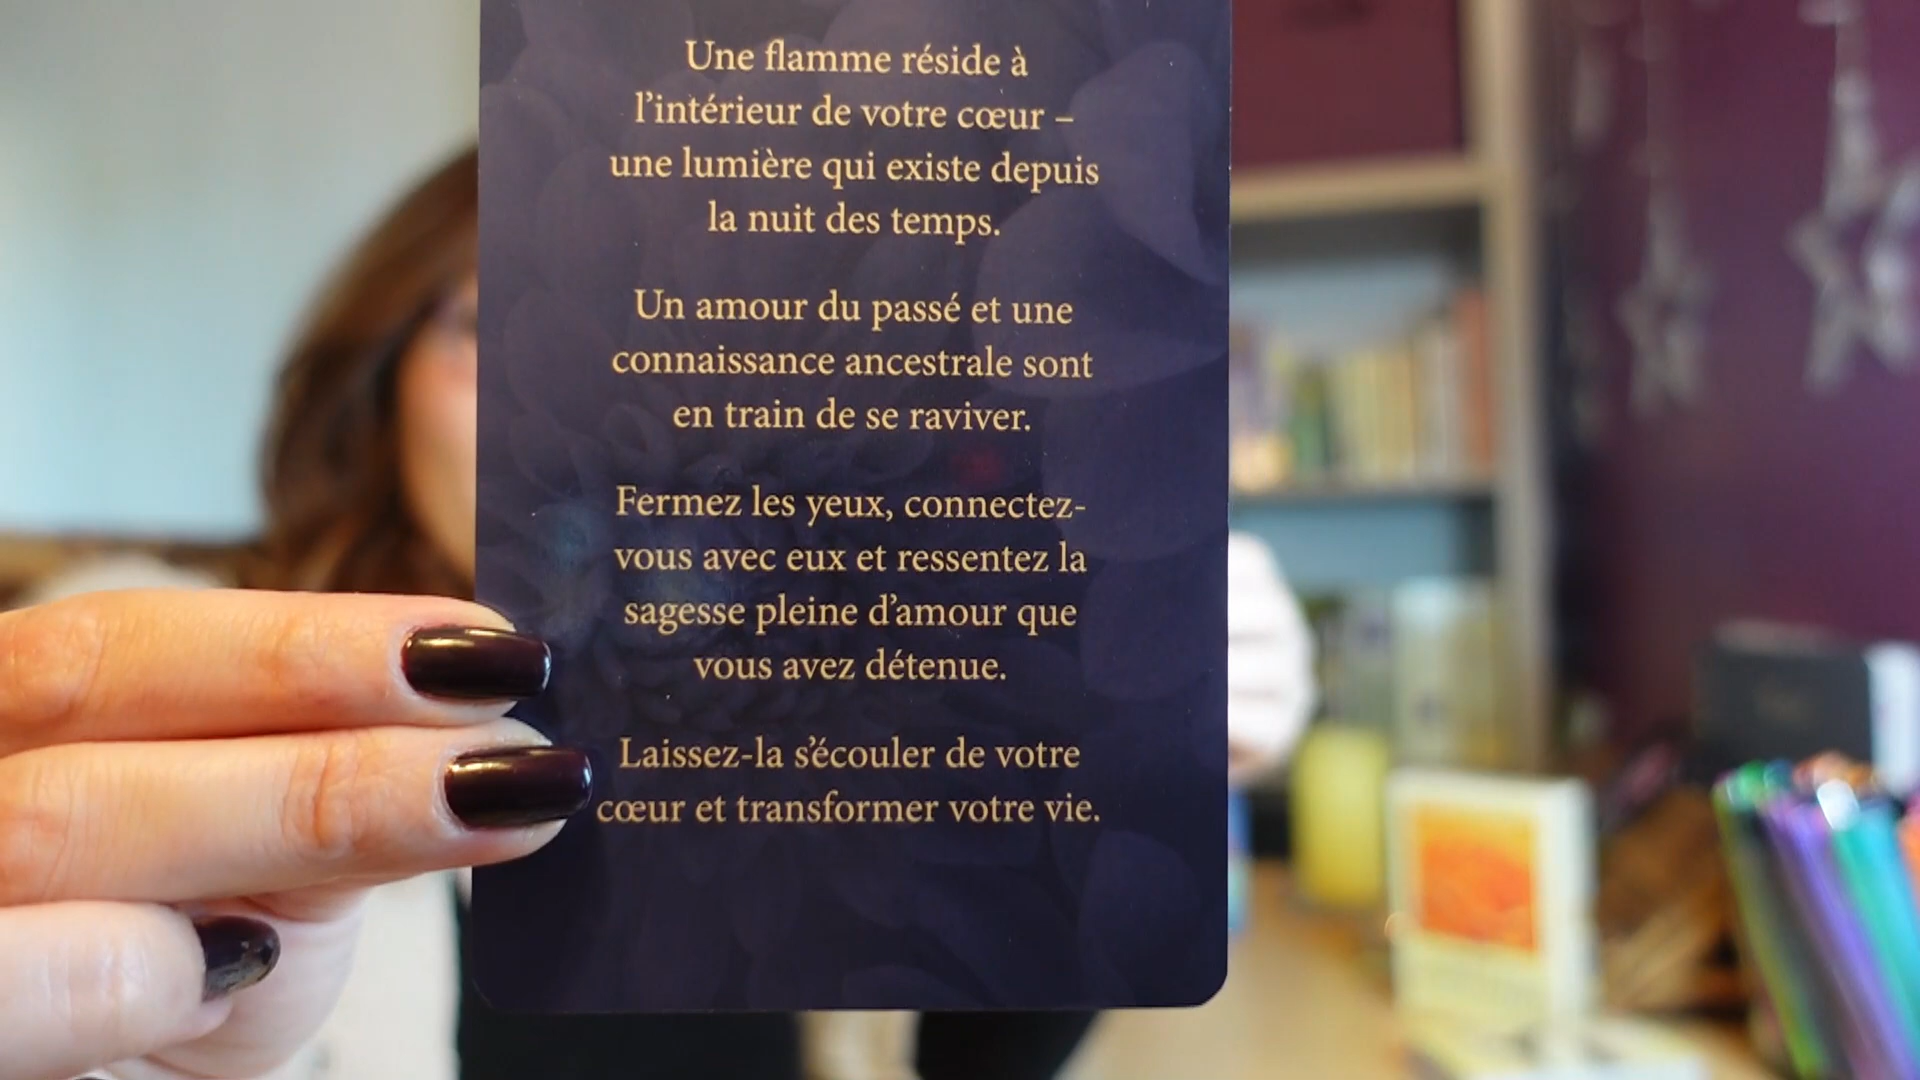 Une flamme réside à
l’intérieur de votre cœur –
une lumière qui existe depuis
la nuit des temps.
Un amour du passé et une
connaissance ancestrale sont
en train de se raviver.
Fermez les yeux, connectez-
vous avec eux et ressentez la
sagesse pleine d’amour que
vous avez détenue.
Laissez-la s’écouler de votre
cœur et transformer votre vie.